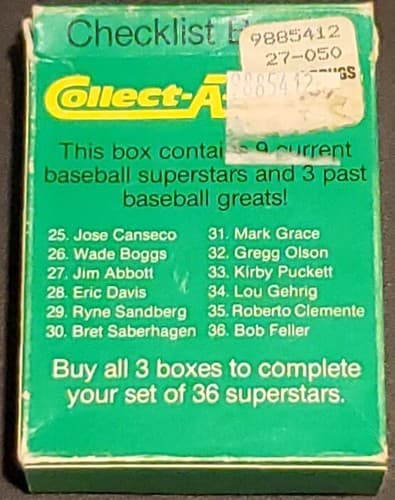 Checklist
9885412
27-050
Collect-A
9885412
UGS
This box contains 9 current
baseball superstars and 3 past
baseball greats!
25. Jose Canseco
26. Wade Boggs
27. Jim Abbott
28. Eric Davis
29. Ryne Sandberg
30. Bret Saberhagen
31. Mark Grace
32. Gregg Olson
33. Kirby Puckett
34. Lou Gehrig
35. Roberto Clemente
36. Bob Feller
Buy all 3 boxes to complete
your set of 36 superstars.